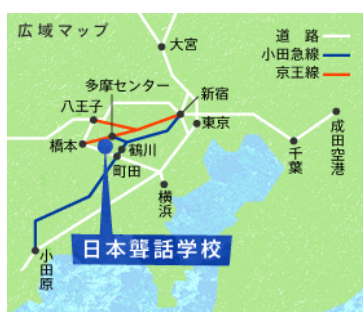 広域マップ
道路
小田急線
京王線
大宮
多摩センター
八王子
新宿
東京
橋本
鶴川
町田
横浜
千葉
成田空港
日本聾話学校
小田原